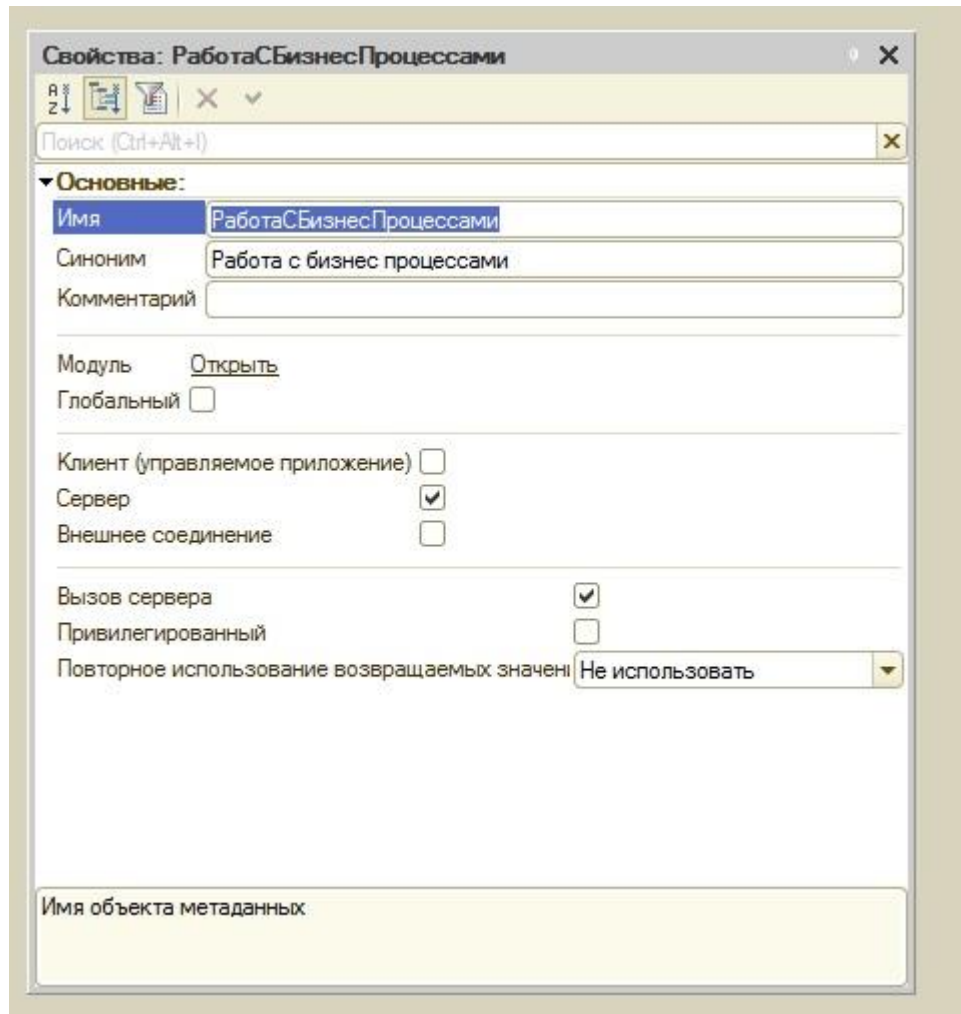 Свойства: РаботаСБизнесПроцессами
Поиск (Ctrl+Alt+I)
Основные:
Имя РаботаСБизнесПроцессами
Синоним Работа с бизнес процессами
Комментарий
Модуль Открыть
Глобальный
Клиент (управляемое приложение)
Сервер
Внешнее соединение
Вызов сервера
Привилегированный
Повторное использование возвращаемых значен Не использовать
Имя объекта метаданных